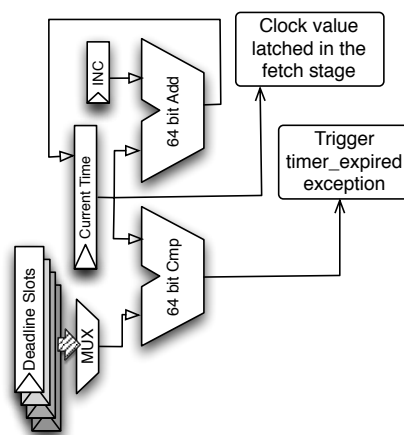 Clock value
latched in the
fetch stage
INC
64 bit Add
Trigger
timer_expired
exception
Current Time
64 bit Cmp
Deadline Slots
MUX